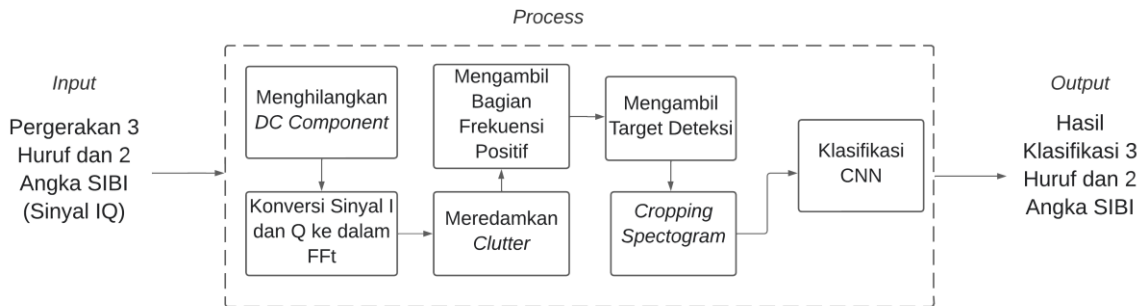 Process
Input
Pergerakan 3
Huruf dan 2
Angka SIBI
(Sinyal IQ)
Menghilangkan
DC Component
Konversi Sinyal I
dan Q ke dalam
FFt
Meredamkan
Clutter
Mengambil
Bagian
Frekuensi
Positif
Mengambil
Target Deteksi
Cropping
Spectogram
Klasifikasi
CNN
Output
Hasil
Klasifikasi 3
Huruf dan 2
Angka SIBI